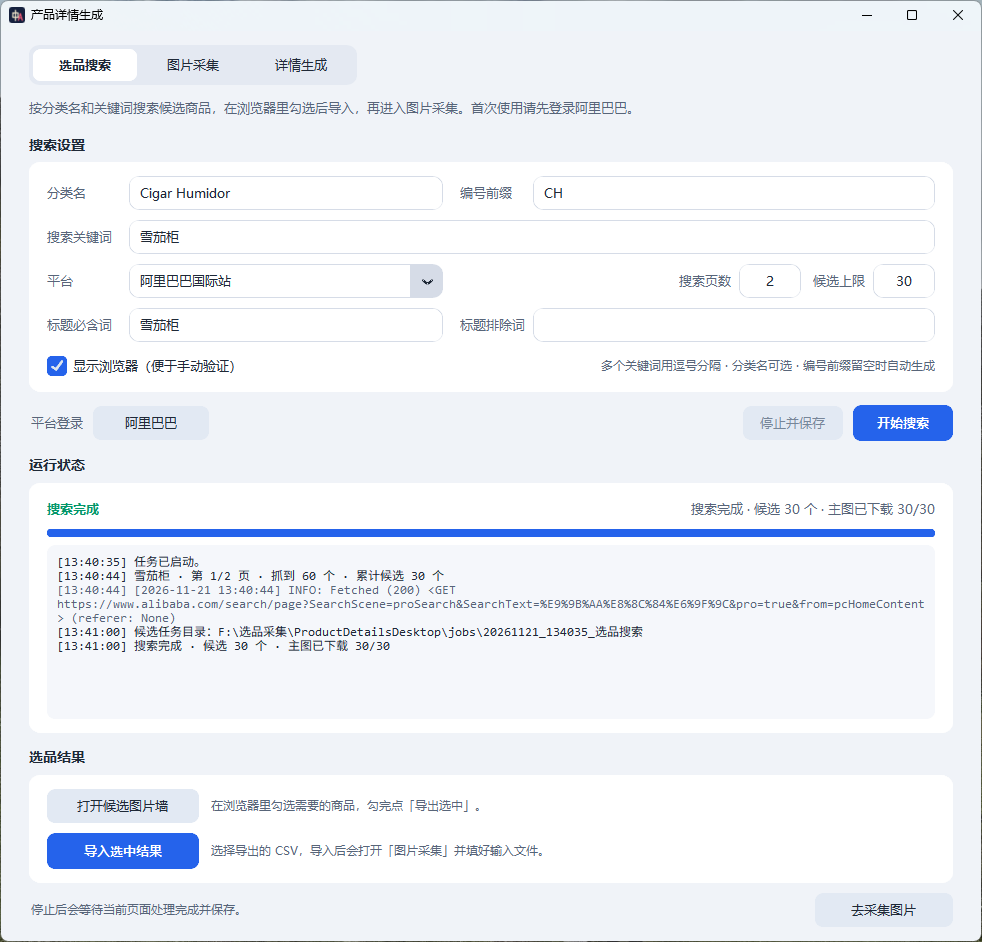 产品详情生成
选品搜索 图片采集 详情生成
按分类名和关键词搜索候选商品，在浏览器里勾选后导入，再进入图片采集。首次使用请先登录阿里巴巴。
搜索设置
分类名 Cigar Humidor 编号前缀 CH
搜索关键词 雪茄柜
平台 阿里巴巴国际站 搜索页数 2 候选上限 30
标题必含词 雪茄柜 标题排除词
显示浏览器（便于手动验证） 多个关键词用逗号分隔 · 分类名可选 · 编号前缀留空时自动生成
平台登录 阿里巴巴 停止并保存 开始搜索
运行状态
搜索完成 搜索完成 · 候选 30 个 · 主图已下载 30/30
[13:40:35] 任务已启动。
[13:40:44] 雪茄柜 · 第 1/2 页 · 抓到 60 个 · 累计候选 30 个
[13:40:44] [2026-11-21 13:40:44] INFO: Fetched (200) <GET
https://www.alibaba.com/search/page?SearchScene=proSearch&SearchText=%E9%9B%AA%E8%8C%84%E6%9F%9C&pro=true&from=pcHomeContent
> (referer: None)
[13:41:00] 候选任务目录: F:\选品采集\ProductDetailsDesktop\jobs\20261121_134035_选品搜索
[13:41:00] 搜索完成 · 候选 30 个 · 主图已下载 30/30
选品结果
打开候选图片墙 在浏览器里勾选需要的商品，勾完点「导出选中」。
导入选中结果 选择导出的 CSV，导入后会打开「图片采集」并填好输入文件。
停止后会等待当前页面处理完成并保存。 去采集图片